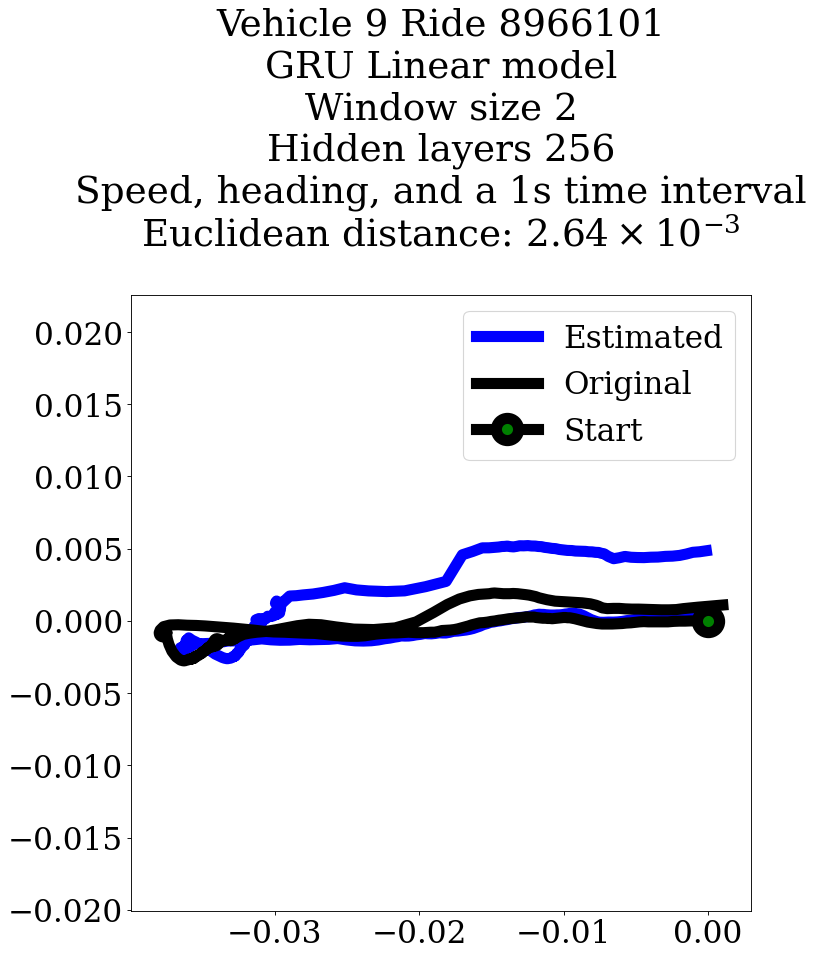 Vehicle 9 Ride 8966101
GRU Linear model
Window size 2
Hidden layers 256
Speed, heading, and a 1s time interval
Euclidean distance: 2.64 × 10⁻³
Estimated
Original
Start
0.020
0.015
0.010
0.005
0.000
−0.005
−0.010
−0.015
−0.020
−0.03 −0.02 −0.01 0.00